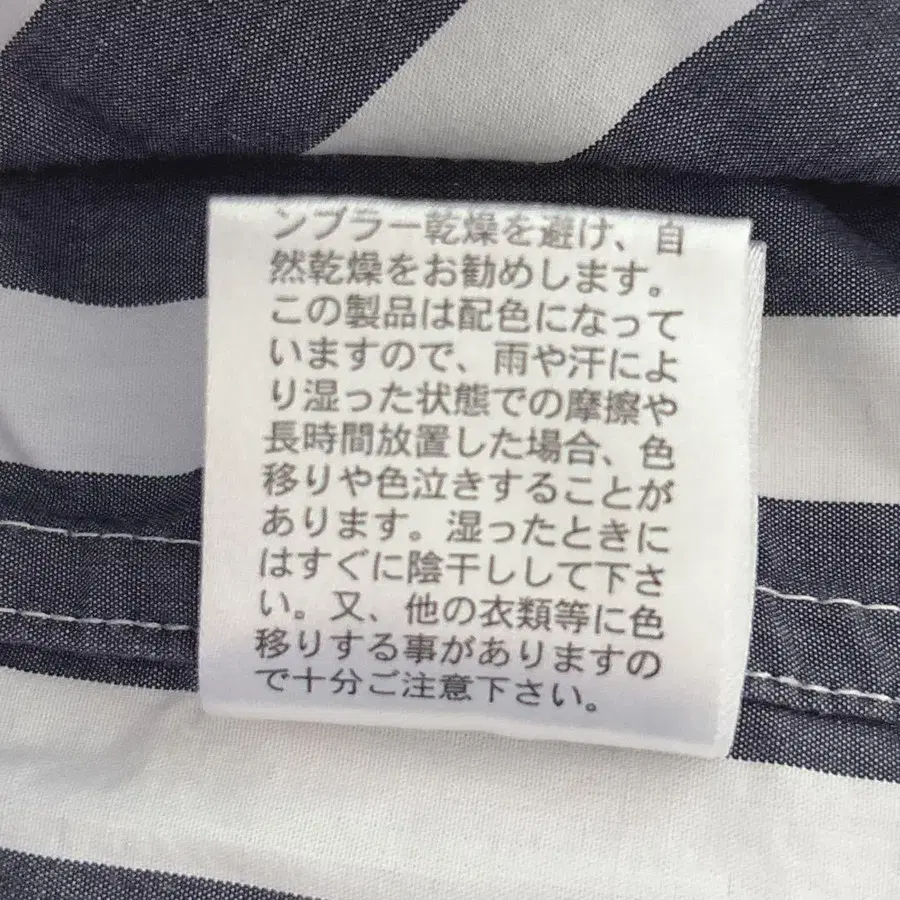 ンブラー乾燥を避け、自
然乾燥をお勧めします。
この製品は配色になって
いますので、雨や汗によ
り湿った状態での摩擦や
長時間放置した場合、色
移りや色泣きすることが
あります。湿ったときに
はすぐに陰干しして下さ
い。又、他の衣類等に色
移りする事がありますの
で十分ご注意下さい。